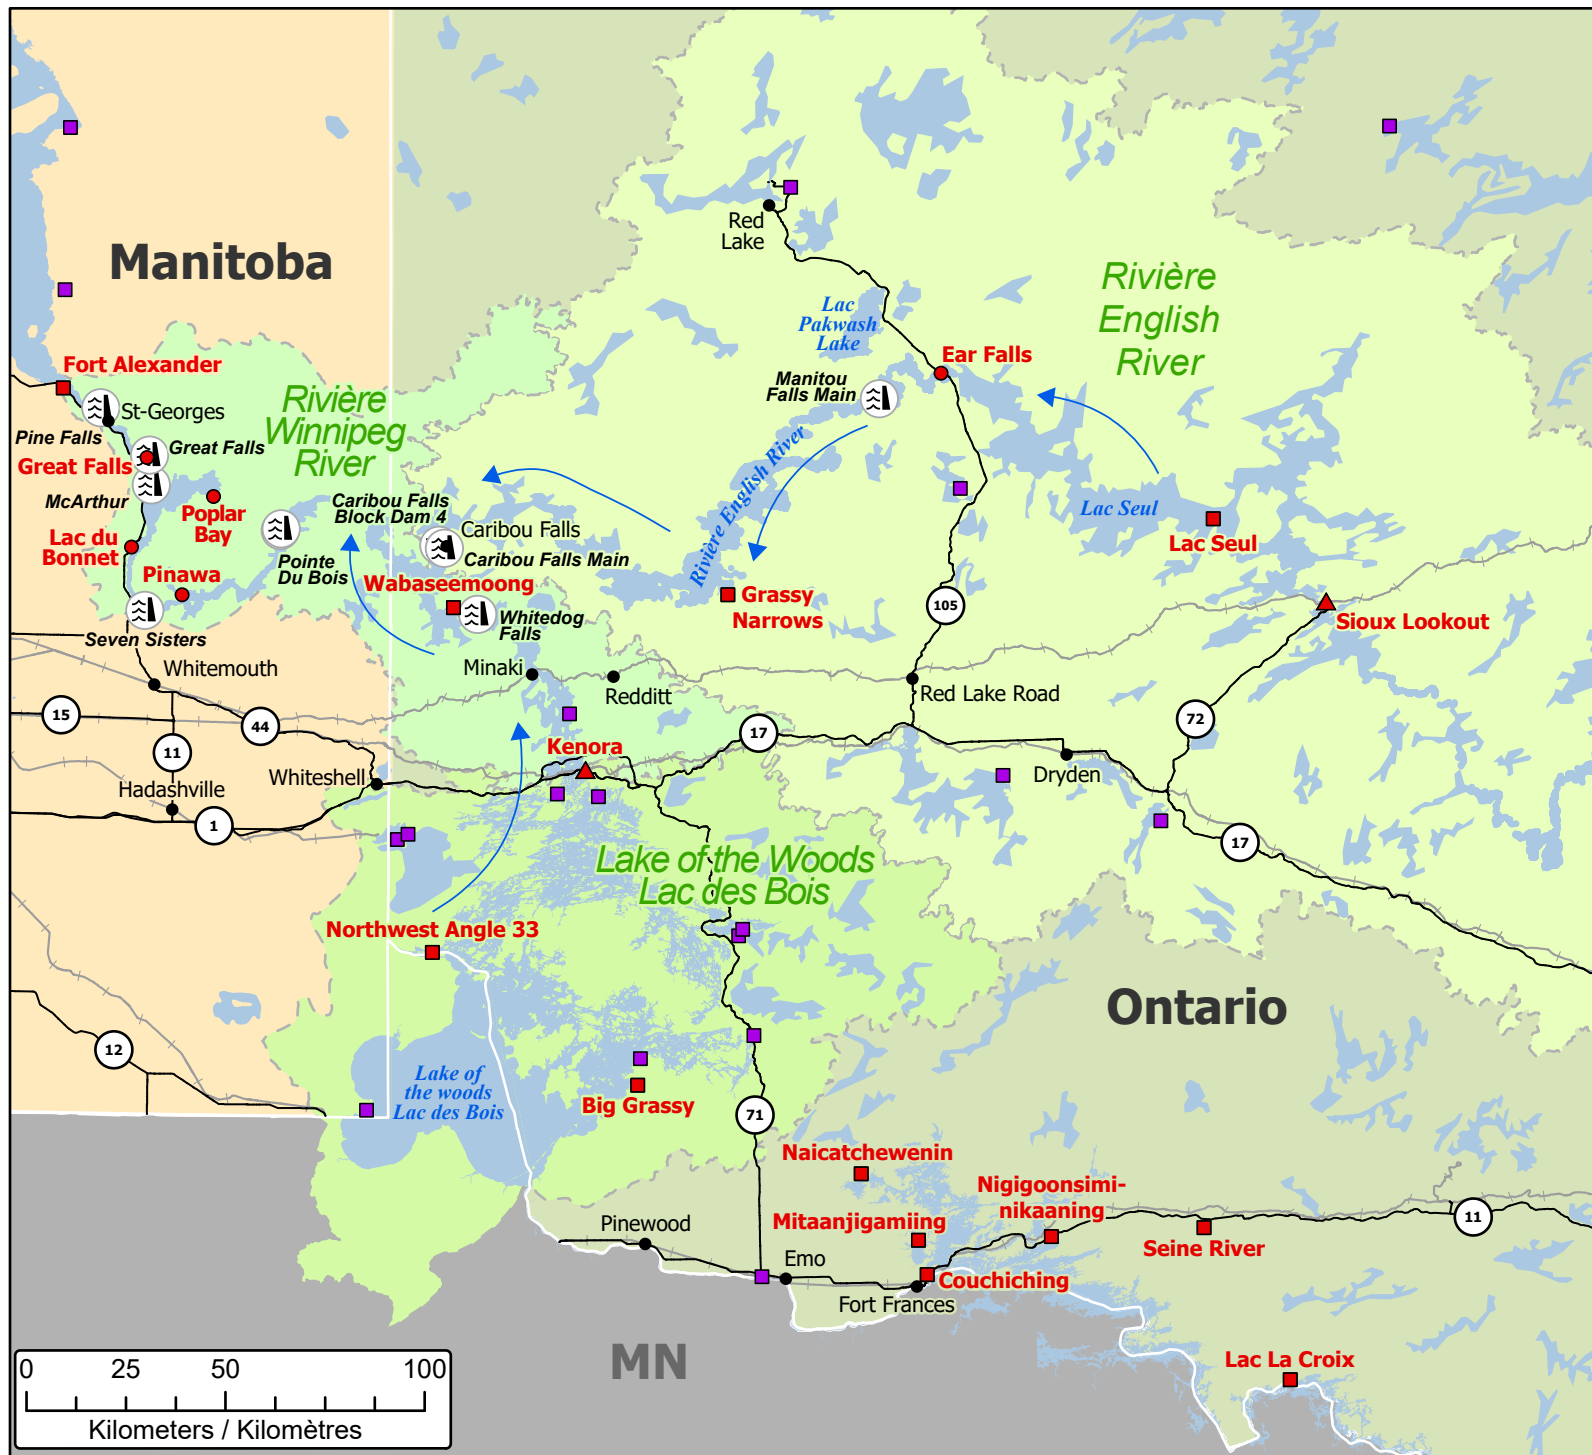 Manitoba
Red
Lake
Rivière
English
River
Lac
Pakwash
Lake
Ear Falls
Manitou
Falls Main
Fort Alexander
St-Georges
Pine Falls
Great Falls
Great Falls
McArthur
Rivière
Winnipeg
River
Poplar
Bay
Lac du
Bonnet
Pinawa
Pointe
Du Bois
Seven Sisters
Caribou Falls
Block Dam 4
Caribou Falls
Caribou Falls Main
Wabaseemoong
Whitedog
Falls
Rivière English River
Lac Seul
Lac Seul
Grassy
Narrows
105
Sioux Lookout
Whitemouth
Minaki
Redditt
Red Lake Road
15
44
11
17
72
Kenora
Whiteshell
Dryden
Hadashville
1
17
Lake of the Woods
Lac des Bois
Northwest Angle 33
Ontario
12
Lake of
the woods
Lac des Bois
Big Grassy
71
Naicatchewenin
Nigigoonsimi-
nikaaning
Mitaanjigamiing
Seine River
11
Pinewood
Emo
Couchiching
Fort Frances
MN
Lac La Croix
0 25 50 100
Kilometers / Kilomètres